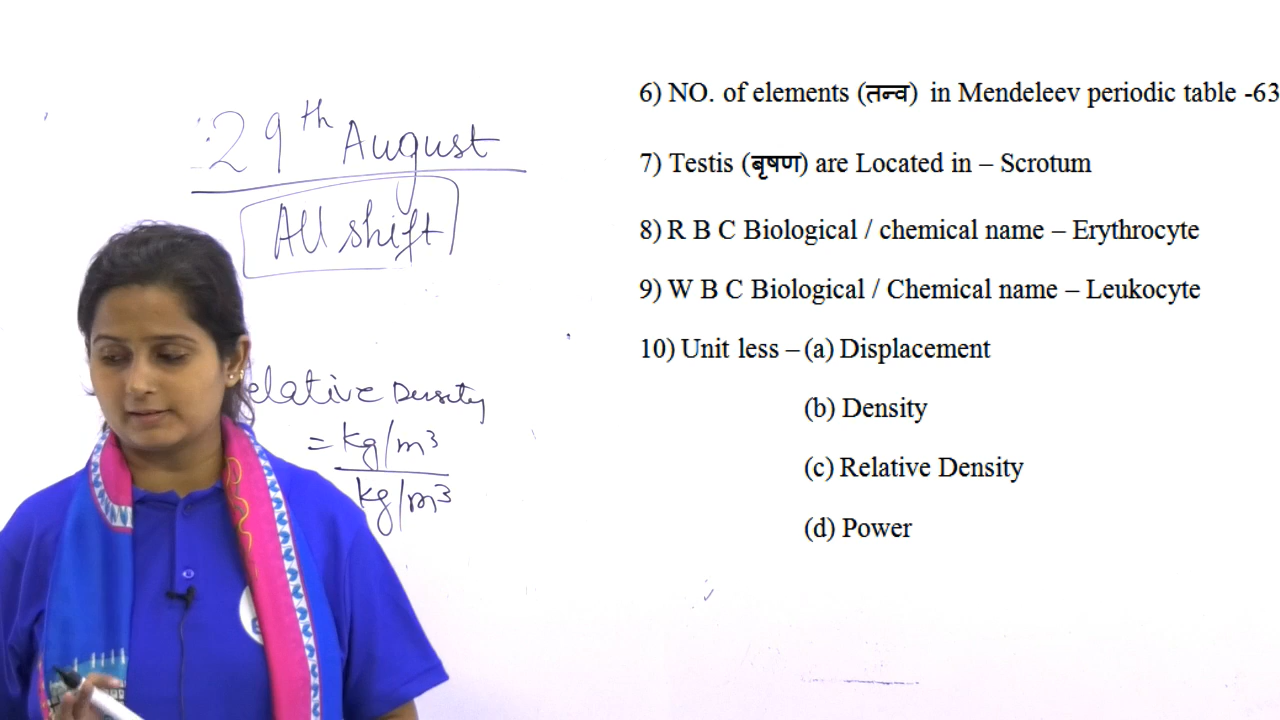 29th August
All shift
elative Density
= kg/m³
kg/m³
6) NO. of elements (तन्व) in Mendeleev periodic table -63
7) Testis (बृषण) are Located in – Scrotum
8) R B C Biological / chemical name – Erythrocyte
9) W B C Biological / Chemical name – Leukocyte
10) Unit less – (a) Displacement
(b) Density
(c) Relative Density
(d) Power